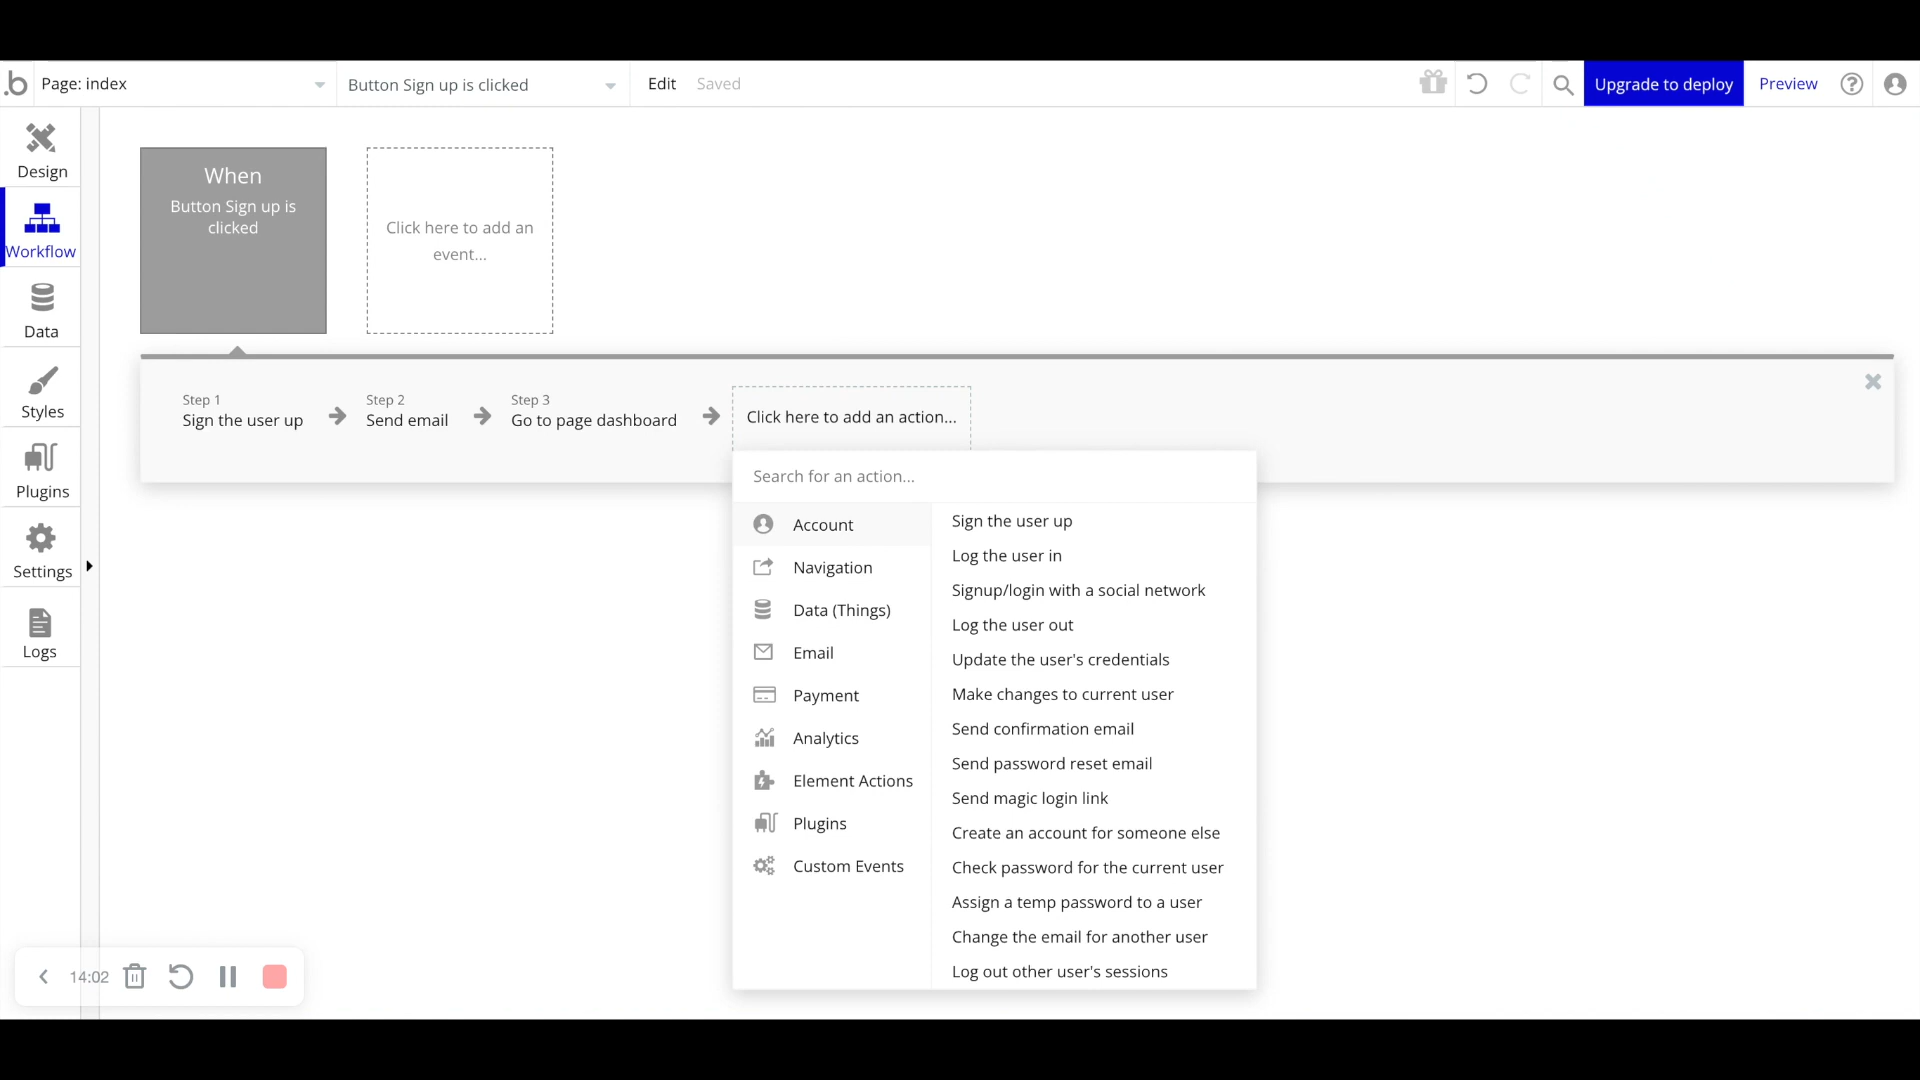 .b
Page: index
Button Sign up is clicked
Edit
Saved
Upgrade to deploy
Preview
?
Design
Workflow
Data
Styles
Plugins
Settings
Logs
When
Button Sign up is
clicked
Click here to add an
event...
Step 1
Sign the user up
Step 2
Send email
Step 3
Go to page dashboard
Click here to add an action...
Search for an action...
Account
Navigation
Data (Things)
Email
Payment
Analytics
Element Actions
Plugins
Custom Events
Sign the user up
Log the user in
Signup/login with a social network
Log the user out
Update the user's credentials
Make changes to current user
Send confirmation email
Send password reset email
Send magic login link
Create an account for someone else
Check password for the current user
Assign a temp password to a user
Change the email for another user
Log out other user's sessions
14:02